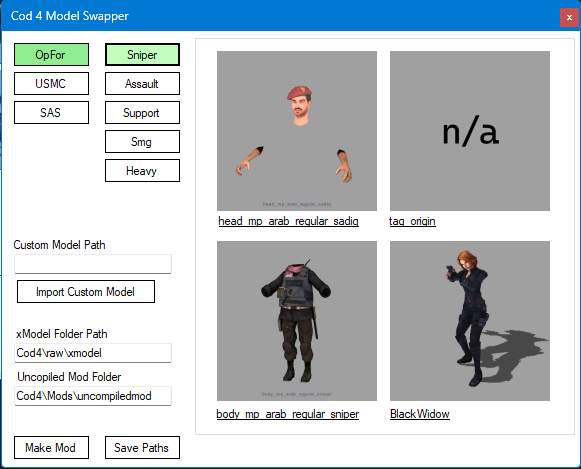 Cod 4 Model Swapper
x
OpFor
Sniper
USMC
Assault
SAS
Support
Smg
Heavy
n/a
head_mp_arab_regular_sadiq
head_mp_arab_regular_sadiq
tag_origin
Custom Model Path
Import Custom Model
xModel Folder Path
Cod4\raw\xmodel
Uncopiled Mod Folder
Cod4\Mods\uncompiledmod
body_mp_arab_regular_sniper
body_mp_arab_regular_sniper
BlackWidow
Make Mod
Save Paths